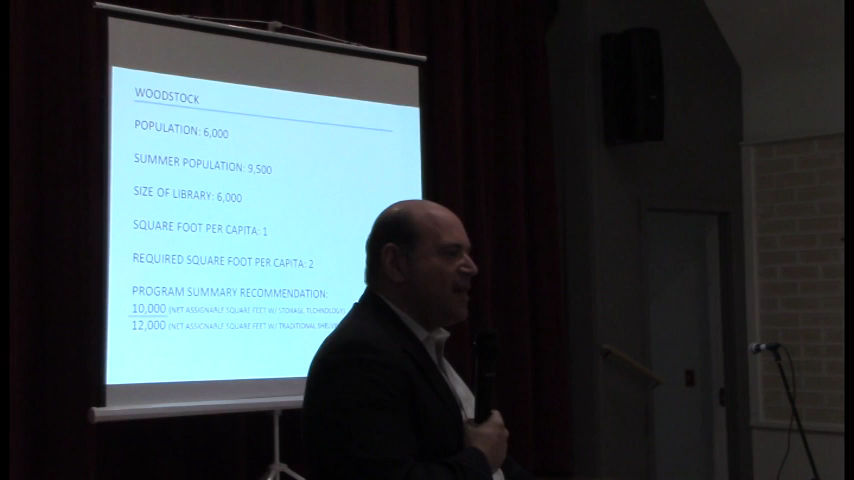 WOODSTOCK
POPULATION: 6,000
SUMMER POPULATION: 9,500
SIZE OF LIBRARY: 6,000
SQUARE FOOT PER CAPITA: 1
REQUIRED SQUARE FOOT PER CAPITA: 2
PROGRAM SUMMARY RECOMMENDATION:
10,000 (NET ASSIGNABLE SQUARE FEET W/ STORAGE, TECHNOLOGY)
12,000 (NET ASSIGNABLE SQUARE FEET W/ TRADITIONAL